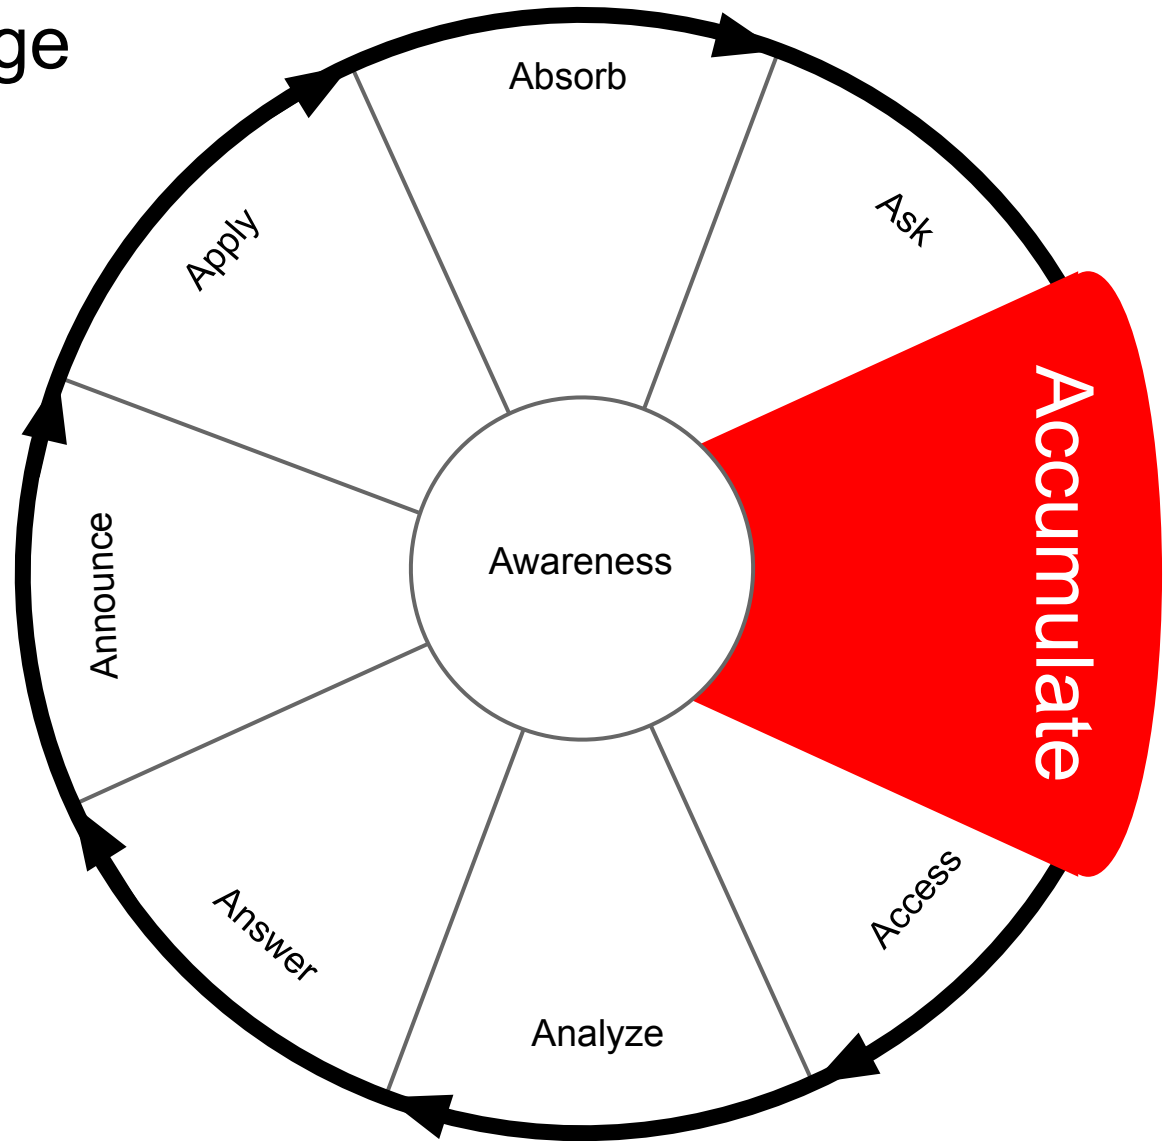 ge
Absorb
Ask
Accumulate
Access
Analyze
Answer
Announce
Apply
Awareness